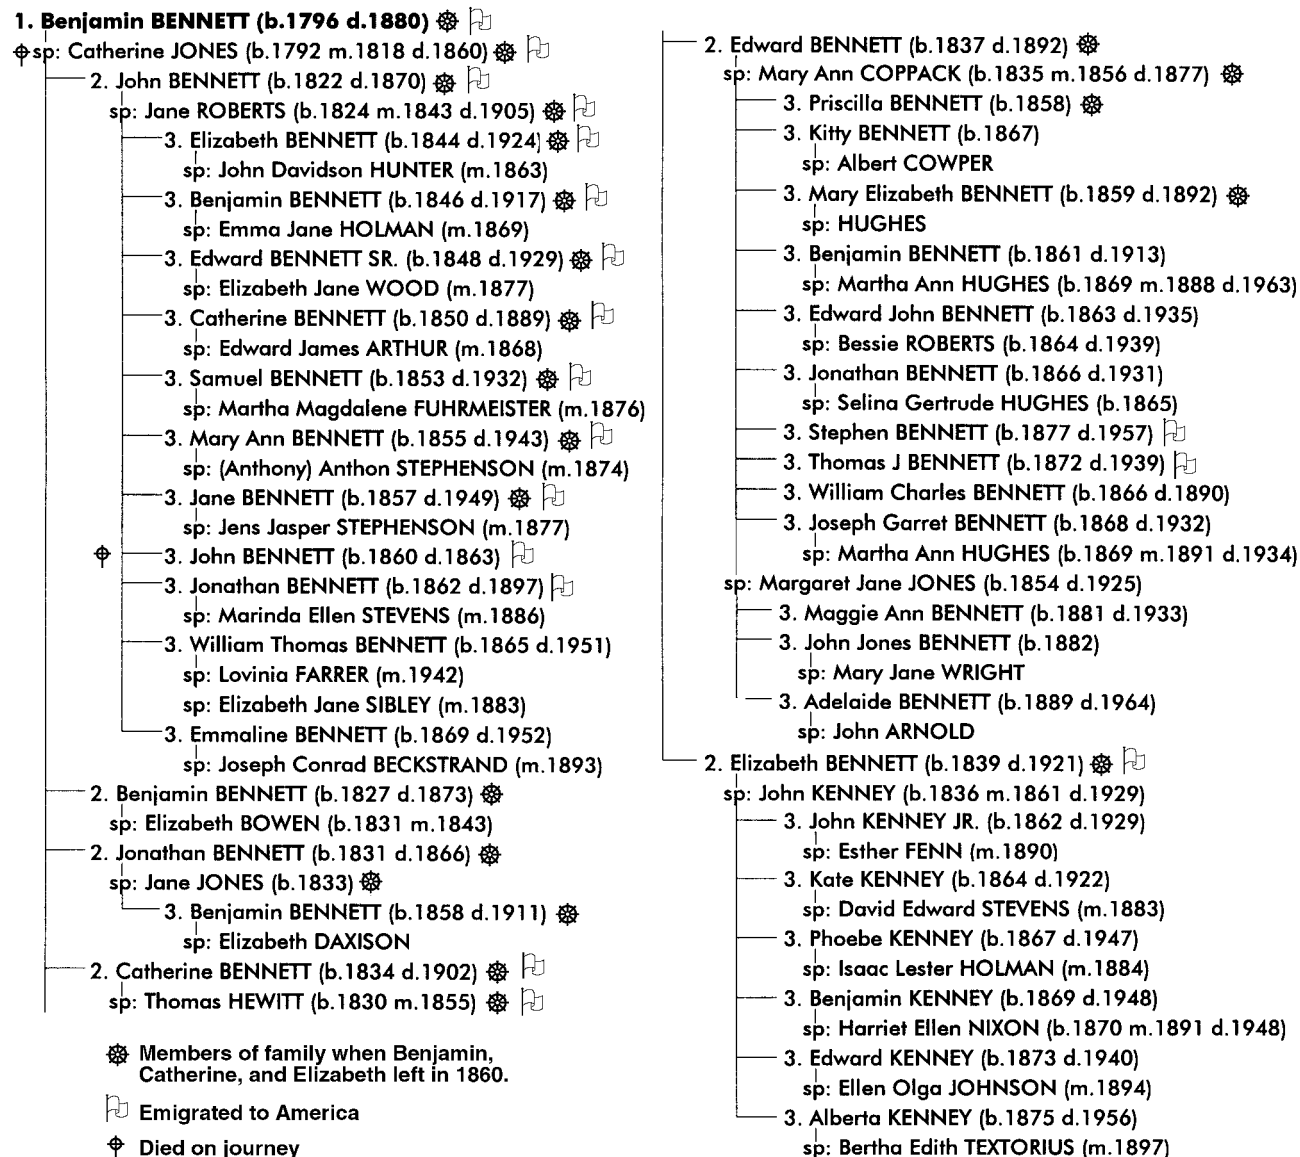 1. Benjamin BENNETT (b.1796 d.1880)
sp: Catherine JONES (b.1792 m.1818 d.1860)
2. John BENNETT (b.1822 d.1870)
sp: Jane ROBERTS (b.1824 m.1843 d.1905)
3. Elizabeth BENNETT (b.1844 d.1924)
sp: John Davidson HUNTER (m.1863)
3. Benjamin BENNETT (b.1846 d.1917)
sp: Emma Jane HOLMAN (m.1869)
3. Edward BENNETT SR. (b.1848 d.1929)
sp: Elizabeth Jane WOOD (m.1877)
3. Catherine BENNETT (b.1850 d.1889)
sp: Edward James ARTHUR (m.1868)
3. Samuel BENNETT (b.1853 d.1932)
sp: Martha Magdalene FUHRMEISTER (m.1876)
3. Mary Ann BENNETT (b.1855 d.1943)
sp: (Anthony) Anthon STEPHENSON (m.1874)
3. Jane BENNETT (b.1857 d.1949)
sp: Jens Jasper STEPHENSON (m.1877)
3. John BENNETT (b.1860 d.1863)
3. Jonathan BENNETT (b.1862 d.1897)
sp: Marinda Ellen STEVENS (m.1886)
3. William Thomas BENNETT (b.1865 d.1951)
sp: Lovinia FARRER (m.1942)
sp: Elizabeth Jane SIBLEY (m.1883)
3. Emmaline BENNETT (b.1869 d.1952)
sp: Joseph Conrad BECKSTRAND (m.1893)
2. Benjamin BENNETT (b.1827 d.1873)
sp: Elizabeth BOWEN (b.1831 m.1843)
2. Jonathan BENNETT (b.1831 d.1866)
sp: Jane JONES (b.1833)
3. Benjamin BENNETT (b.1858 d.1911)
sp: Elizabeth DAXISON
2. Catherine BENNETT (b.1834 d.1902)
sp: Thomas HEWITT (b.1830 m.1855)
Members of family when Benjamin,
Catherine, and Elizabeth left in 1860.
Emigrated to America
Died on journey
2. Edward BENNETT (b.1837 d.1892)
sp: Mary Ann COPPACK (b.1835 m.1856 d.1877)
3. Priscilla BENNETT (b.1858)
3. Kitty BENNETT (b.1867)
sp: Albert COWPER
3. Mary Elizabeth BENNETT (b.1859 d.1892)
sp: HUGHES
3. Benjamin BENNETT (b.1861 d.1913)
sp: Martha Ann HUGHES (b.1869 m.1888 d.1963)
3. Edward John BENNETT (b.1863 d.1935)
sp: Bessie ROBERTS (b.1864 d.1939)
3. Jonathan BENNETT (b.1866 d.1931)
sp: Selina Gertrude HUGHES (b.1865)
3. Stephen BENNETT (b.1877 d.1957)
3. Thomas J BENNETT (b.1872 d.1939)
3. William Charles BENNETT (b.1866 d.1890)
3. Joseph Garret BENNETT (b.1868 d.1932)
sp: Martha Ann HUGHES (b.1869 m.1891 d.1934)
sp: Margaret Jane JONES (b.1854 d.1925)
3. Maggie Ann BENNETT (b.1881 d.1933)
3. John Jones BENNETT (b.1882)
sp: Mary Jane WRIGHT
3. Adelaide BENNETT (b.1889 d.1964)
sp: John ARNOLD
2. Elizabeth BENNETT (b.1839 d.1921)
sp: John KENNEY (b.1836 m.1861 d.1929)
3. John KENNEY JR. (b.1862 d.1929)
sp: Esther FENN (m.1890)
3. Kate KENNEY (b.1864 d.1922)
sp: David Edward STEVENS (m.1883)
3. Phoebe KENNEY (b.1867 d.1947)
sp: Isaac Lester HOLMAN (m.1884)
3. Benjamin KENNEY (b.1869 d.1948)
sp: Harriet Ellen NIXON (b.1870 m.1891 d.1948)
3. Edward KENNEY (b.1873 d.1940)
sp: Ellen Olga JOHNSON (m.1894)
3. Alberta KENNEY (b.1875 d.1956)
sp: Bertha Edith TEXTORIUS (m.1897)